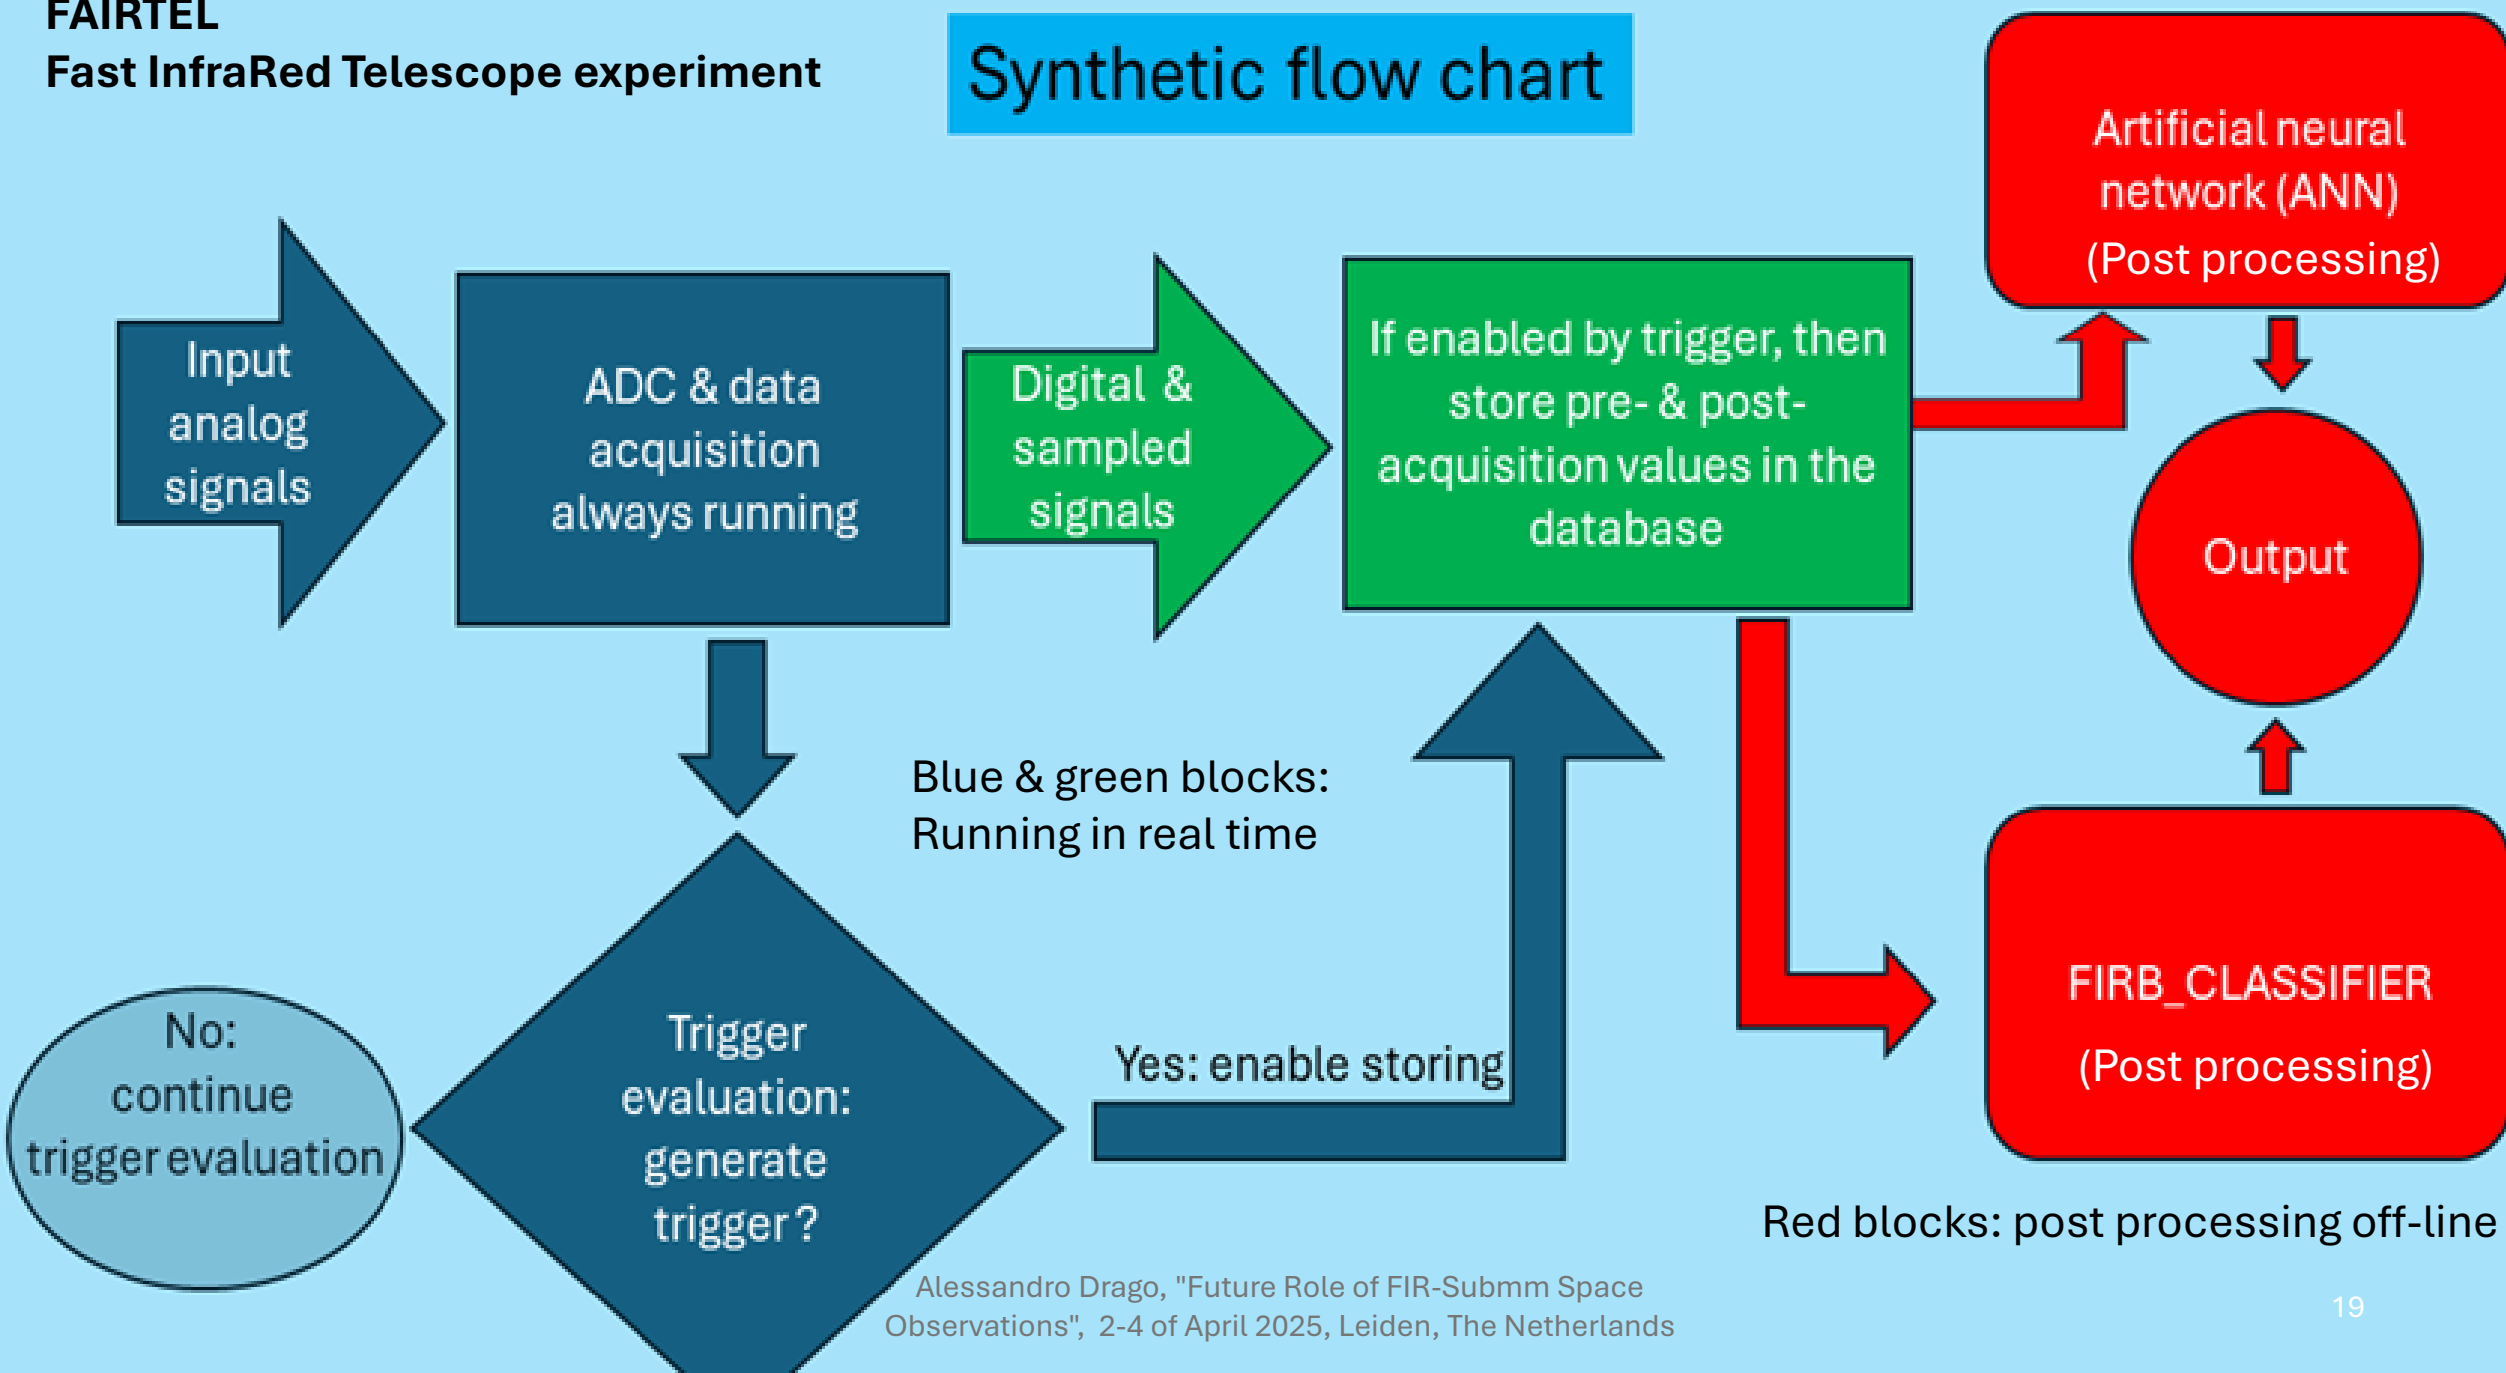 FAIRTEL
Fast InfraRed Telescope experiment
Synthetic flow chart
Input
analog
signals
ADC & data
acquisition
always running
Digital &
sampled
signals
If enabled by trigger, then
store pre- & post-
acquisition values in the
database
Artificial neural
network (ANN)
(Post processing)
Output
Blue & green blocks:
Running in real time
No:
continue
trigger evaluation
Trigger
evaluation:
generate
trigger ?
Yes: enable storing
FIRB_CLASSIFIER
(Post processing)
Red blocks: post processing off-line
Alessandro Drago, "Future Role of FIR-Submm Space
Observations", 2-4 of April 2025, Leiden, The Netherlands
19